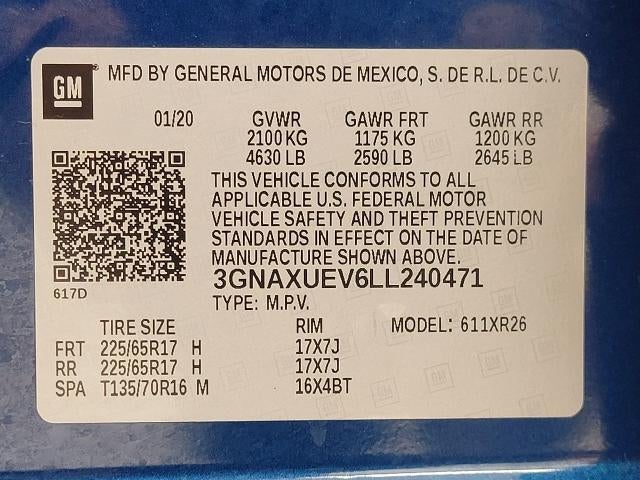 GM
MFD BY GENERAL MOTORS DE MEXICO, S. DE R.L. DE C.V.
01/20 GVWR GAWR FRT GAWR RR
2100 KG 1175 KG 1200 KG
4630 LB 2590 LB 2645 LB
THIS VEHICLE CONFORMS TO ALL
APPLICABLE U.S. FEDERAL MOTOR
VEHICLE SAFETY AND THEFT PREVENTION
STANDARDS IN EFFECT ON THE DATE OF
MANUFACTURE SHOWN ABOVE.
3GNAXUEV6LL240471
617D
TYPE: M.P.V.
TIRE SIZE RIM MODEL: 611XR26
FRT 225/65R17 H 17X7J
RR 225/65R17 H 17X7J
SPA T135/70R16 M 16X4BT